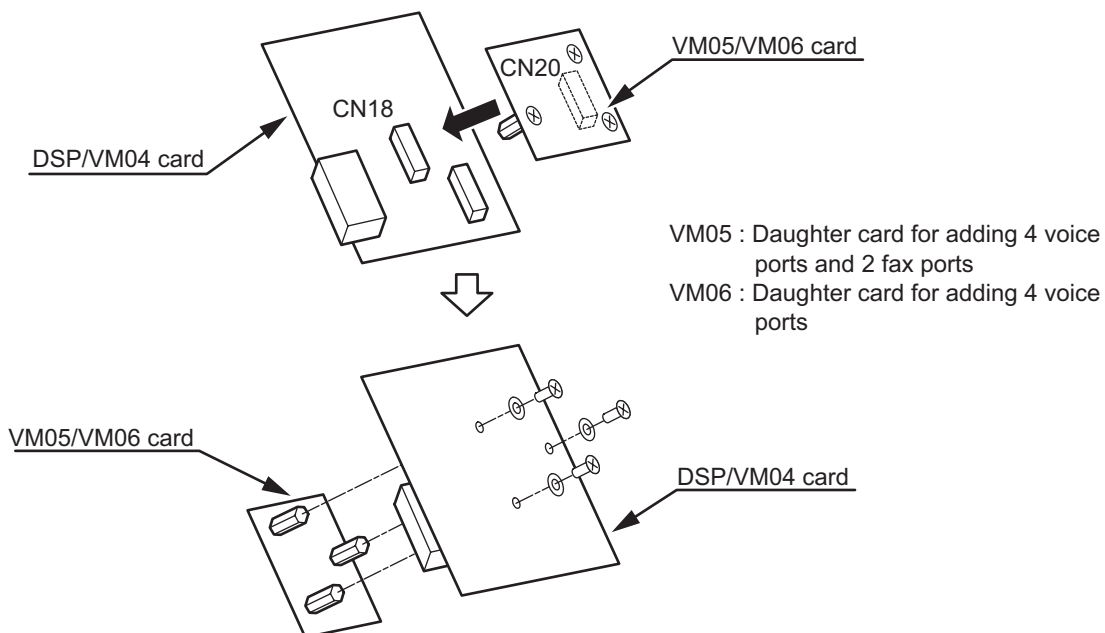 VM05/VM06 card
CN20
CN18
DSP/VM04 card
VM05 : Daughter card for adding 4 voice
ports and 2 fax ports
VM06 : Daughter card for adding 4 voice
ports
VM05/VM06 card
DSP/VM04 card